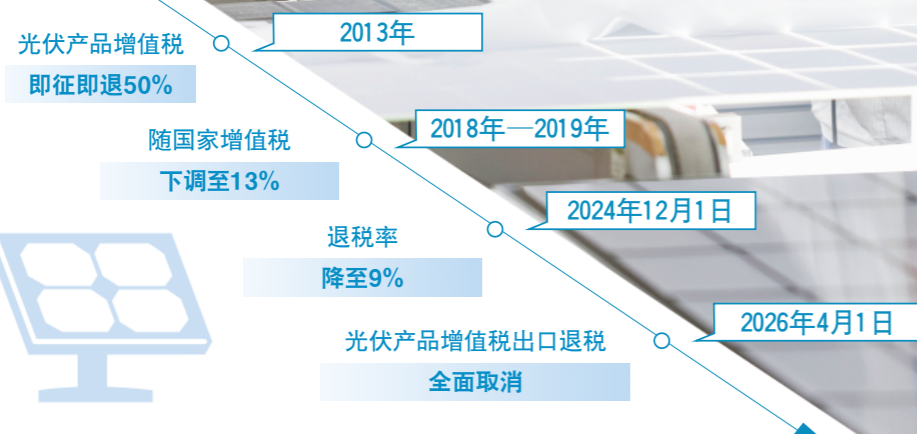 2013年
光伏产品增值税
即征即退50%
2018年—2019年
随国家增值税
下调至13%
2024年12月1日
退税率
降至9%
2026年4月1日
光伏产品增值税出口退税
全面取消